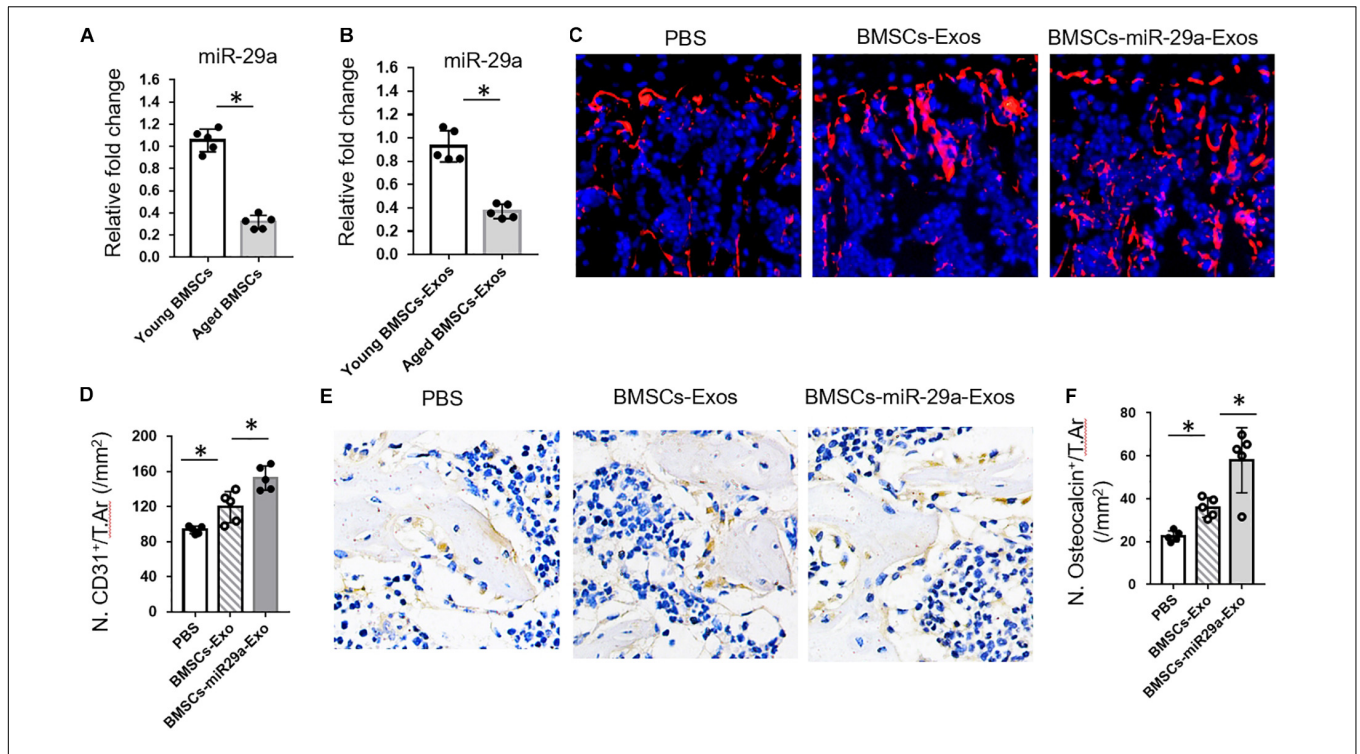 A
miR-29a
Relative fold change
1.6
1.4
1.2
1.0
0.8
0.6
0.4
0.2
0.0
*
Young BMSCs
Aged BMSCs
B
miR-29a
Relative fold change
1.6
1.4
1.2
1.0
0.8
0.6
0.4
0.2
0.0
*
Young BMSCs-Exos
Aged BMSCs-Exos
C
PBS
BMSCs-Exos
BMSCs-miR-29a-Exos
D
N. CD31⁺/T.Ar (/mm²)
200
160
120
80
40
0
*
*
PBS
BMSCs-Exo
BMSCs-miR29a-Exo
E
PBS
BMSCs-Exos
BMSCs-miR-29a-Exos
F
N. Osteocalcin⁺/T.Ar
(/mm²)
80
60
40
20
0
*
*
PBS
BMSCs-Exo
BMSCs-miR29a-Exo